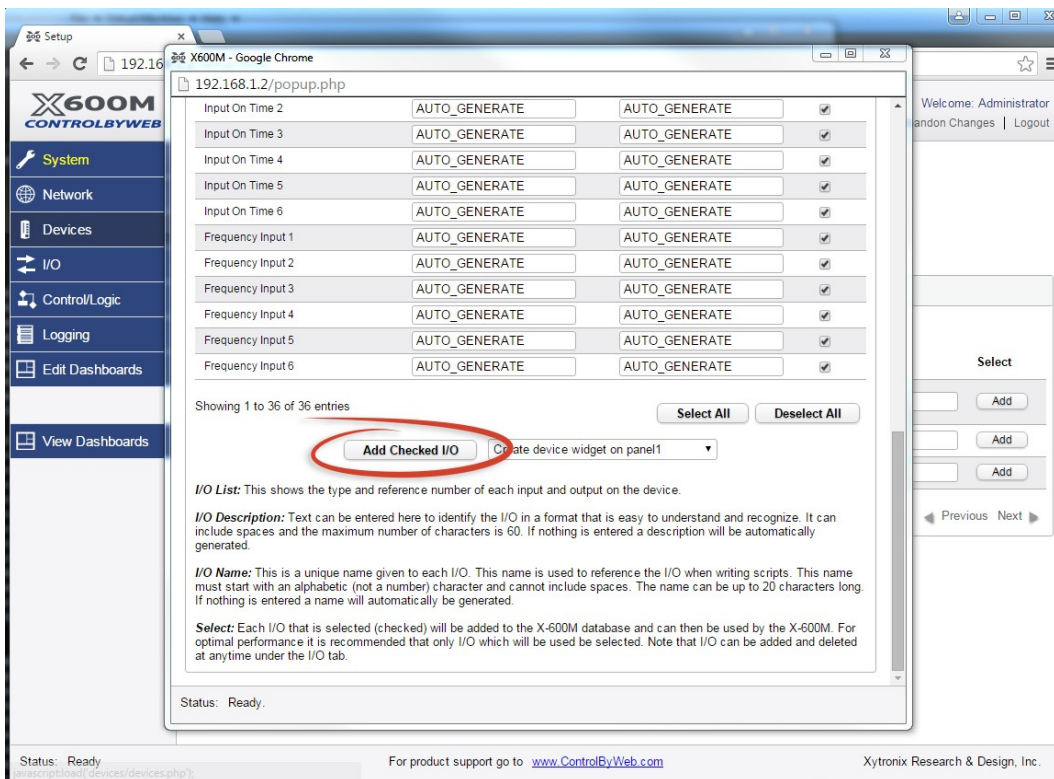 Setup
X600M - Google Chrome
192.16
192.168.1.2/popup.php
X600M
CONTROLBYWEB
Welcome: Administrator
andon Changes | Logout
System
Network
Devices
I/O
Control/Logic
Logging
Edit Dashboards
View Dashboards
Input On Time 2 AUTO_GENERATE AUTO_GENERATE
Input On Time 3 AUTO_GENERATE AUTO_GENERATE
Input On Time 4 AUTO_GENERATE AUTO_GENERATE
Input On Time 5 AUTO_GENERATE AUTO_GENERATE
Input On Time 6 AUTO_GENERATE AUTO_GENERATE
Frequency Input 1 AUTO_GENERATE AUTO_GENERATE
Frequency Input 2 AUTO_GENERATE AUTO_GENERATE
Frequency Input 3 AUTO_GENERATE AUTO_GENERATE
Frequency Input 4 AUTO_GENERATE AUTO_GENERATE
Frequency Input 5 AUTO_GENERATE AUTO_GENERATE
Frequency Input 6 AUTO_GENERATE AUTO_GENERATE
Showing 1 to 36 of 36 entries
Select All Deselect All
Add Checked I/O Create device widget on panel1
I/O List: This shows the type and reference number of each input and output on the device.
I/O Description: Text can be entered here to identify the I/O in a format that is easy to understand and recognize. It can
include spaces and the maximum number of characters is 60. If nothing is entered a description will be automatically
generated.
I/O Name: This is a unique name given to each I/O. This name is used to reference the I/O when writing scripts. This name
must start with an alphabetic (not a number) character and cannot include spaces. The name can be up to 20 characters long.
If nothing is entered a name will automatically be generated.
Select: Each I/O that is selected (checked) will be added to the X-600M database and can then be used by the X-600M. For
optimal performance it is recommended that only I/O which will be used be selected. Note that I/O can be added and deleted
at anytime under the I/O tab.
Status: Ready.
Select
Add
Add
Add
Previous Next
Status: Ready
javascript:load('devices/devices.php');
For product support go to www.ControlByWeb.com
Xytronix Research & Design, Inc.